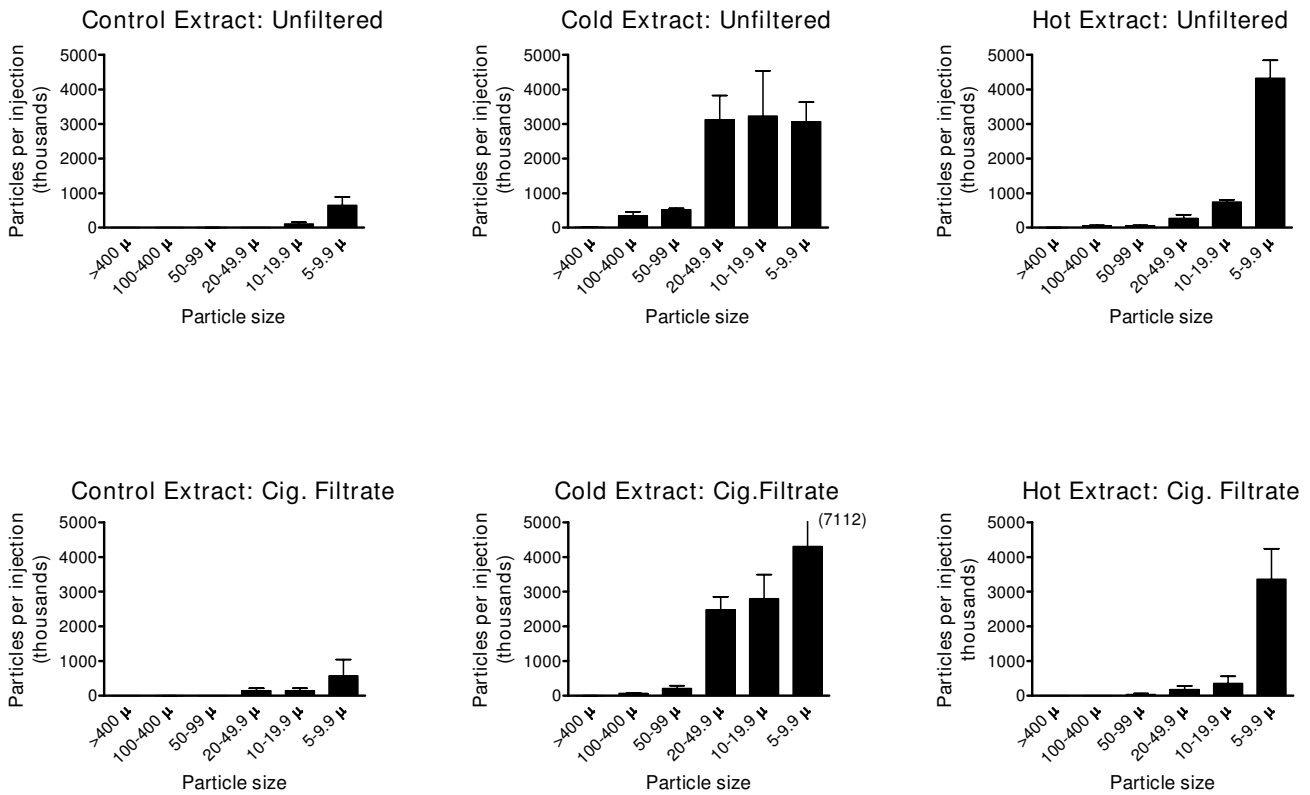 Control Extract: Unfiltered
Particles per injection
(thousands)
5000
4000
3000
2000
1000
0
>400 µ
100-400 µ
50-99 µ
20-49.9 µ
10-19.9 µ
5-9.9 µ
Particle size
Cold Extract: Unfiltered
Particles per injection
(thousands)
5000
4000
3000
2000
1000
0
>400 µ
100-400 µ
50-99 µ
20-49.9 µ
10-19.9 µ
5-9.9 µ
Particle size
Hot Extract: Unfiltered
Particles per injection
(thousands)
5000
4000
3000
2000
1000
0
>400 µ
100-400 µ
50-99 µ
20-49.9 µ
10-19.9 µ
5-9.9 µ
Particle size
Control Extract: Cig. Filtrate
Particles per injection
(thousands)
5000
4000
3000
2000
1000
0
>400 µ
100-400 µ
50-99 µ
20-49.9 µ
10-19.9 µ
5-9.9 µ
Particle size
Cold Extract: Cig.Filtrate
Particles per injection
(thousands)
5000
4000
3000
2000
1000
0
(7112)
>400 µ
100-400 µ
50-99 µ
20-49.9 µ
10-19.9 µ
5-9.9 µ
Particle size
Hot Extract: Cig. Filtrate
Particles per injection
thousands)
5000
4000
3000
2000
1000
0
>400 µ
100-400 µ
50-99 µ
20-49.9 µ
10-19.9 µ
5-9.9 µ
Particle size